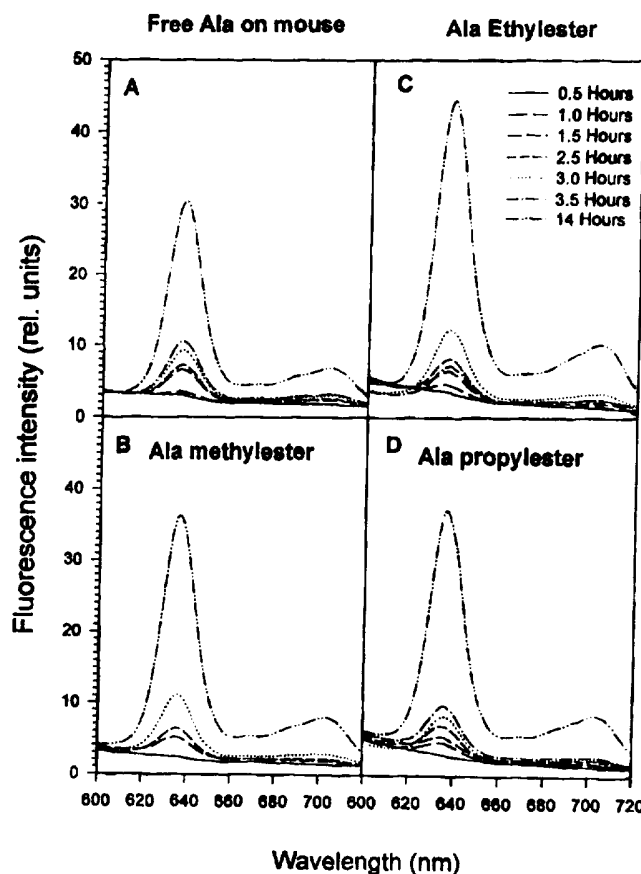 Free Ala on mouse
Ala Ethylester
50
A
C
0.5 Hours
1.0 Hours
1.5 Hours
2.5 Hours
3.0 Hours
3.5 Hours
14 Hours
40
30
20
10
0
B
Ala methylester
D
Ala propylester
40
30
20
10
0
600 620 640 660 680 700 600 620 640 660 680 700 720
Fluorescence intensity (rel. units)
Wavelength (nm)